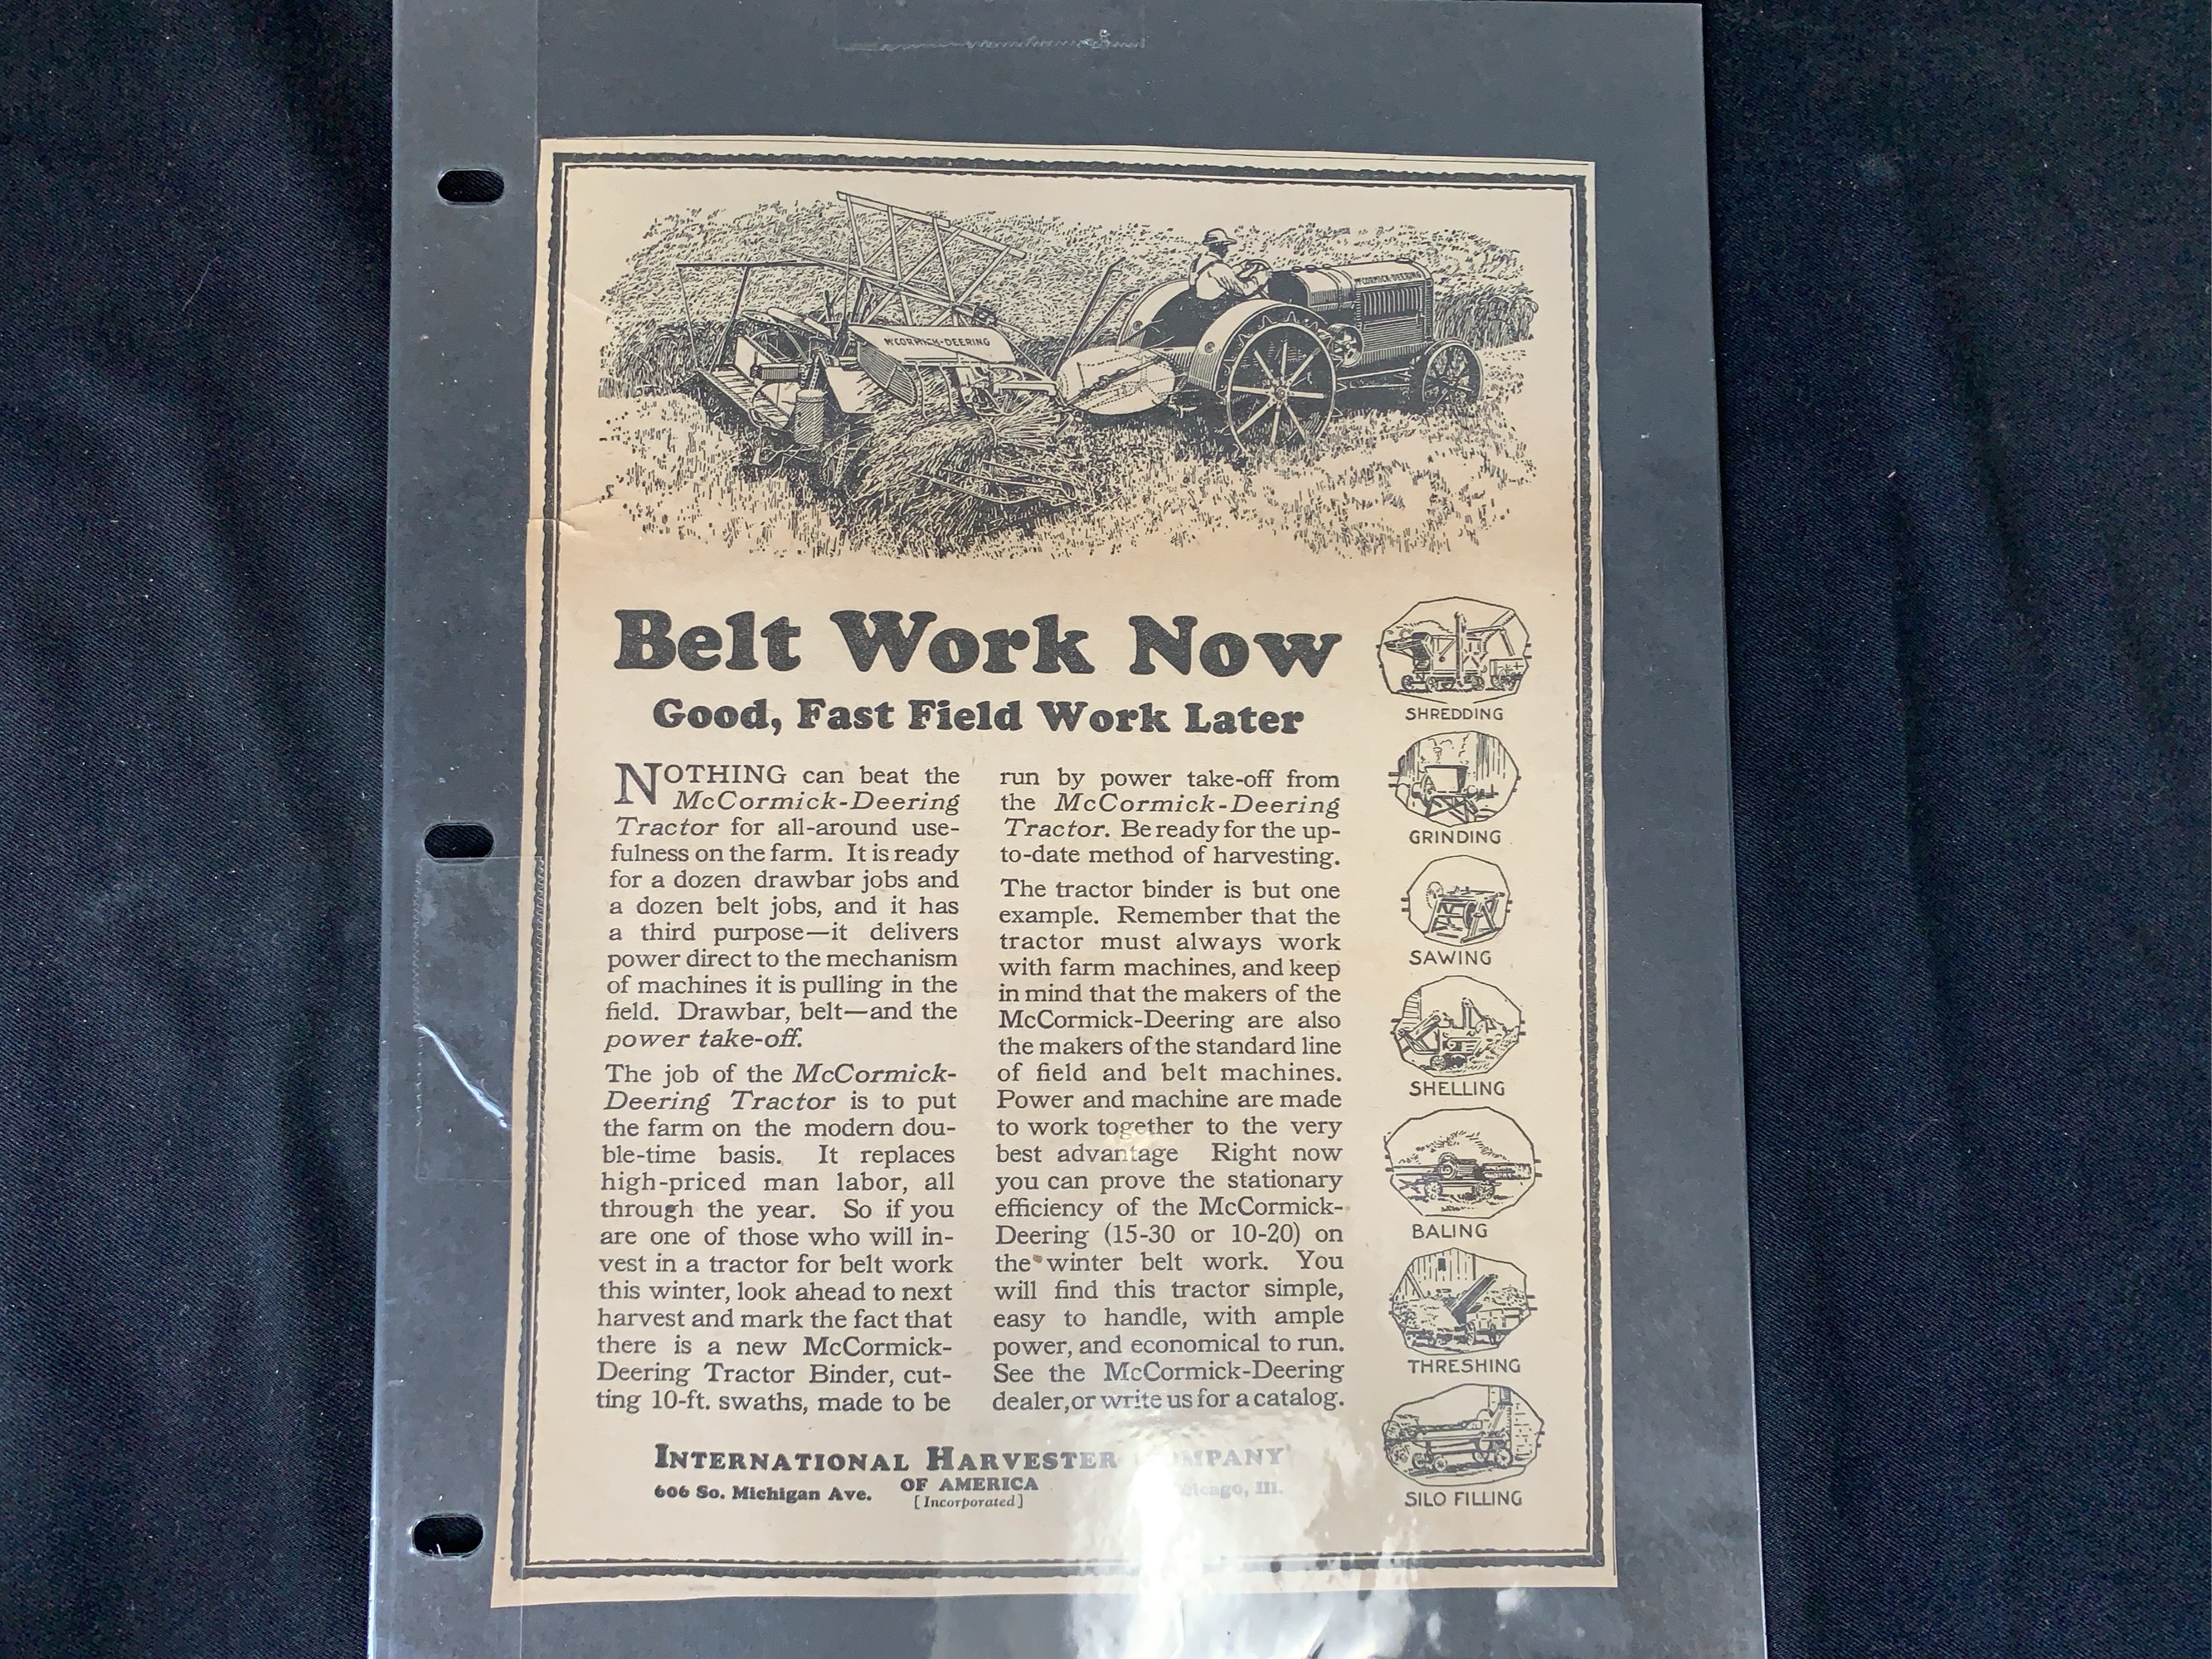 McCORMICK-DEERING
McCORMICK-DEERING
Belt Work Now
Good, Fast Field Work Later
NOTHING can beat the
McCormick-Deering
Tractor for all-around use-
fulness on the farm. It is ready
for a dozen drawbar jobs and
a dozen belt jobs, and it has
a third purpose—it delivers
power direct to the mechanism
of machines it is pulling in the
field. Drawbar, belt—and the
power take-off.
The job of the McCormick-
Deering Tractor is to put
the farm on the modern dou-
ble-time basis. It replaces
high-priced man labor, all
through the year. So if you
are one of those who will in-
vest in a tractor for belt work
this winter, look ahead to next
harvest and mark the fact that
there is a new McCormick-
Deering Tractor Binder, cut-
ting 10-ft. swaths, made to be
run by power take-off from
the McCormick-Deering
Tractor. Be ready for the up-
to-date method of harvesting.
The tractor binder is but one
example. Remember that the
tractor must always work
with farm machines, and keep
in mind that the makers of the
McCormick-Deering are also
the makers of the standard line
of field and belt machines.
Power and machine are made
to work together to the very
best advantage Right now
you can prove the stationary
efficiency of the McCormick-
Deering (15-30 or 10-20) on
the winter belt work. You
will find this tractor simple,
easy to handle, with ample
power, and economical to run.
See the McCormick-Deering
dealer, or write us for a catalog.
INTERNATIONAL HARVESTER COMPANY
606 So. Michigan Ave. OF AMERICA Chicago, Ill.
[Incorporated]
SHREDDING
GRINDING
SAWING
SHELLING
BALING
THRESHING
SILO FILLING